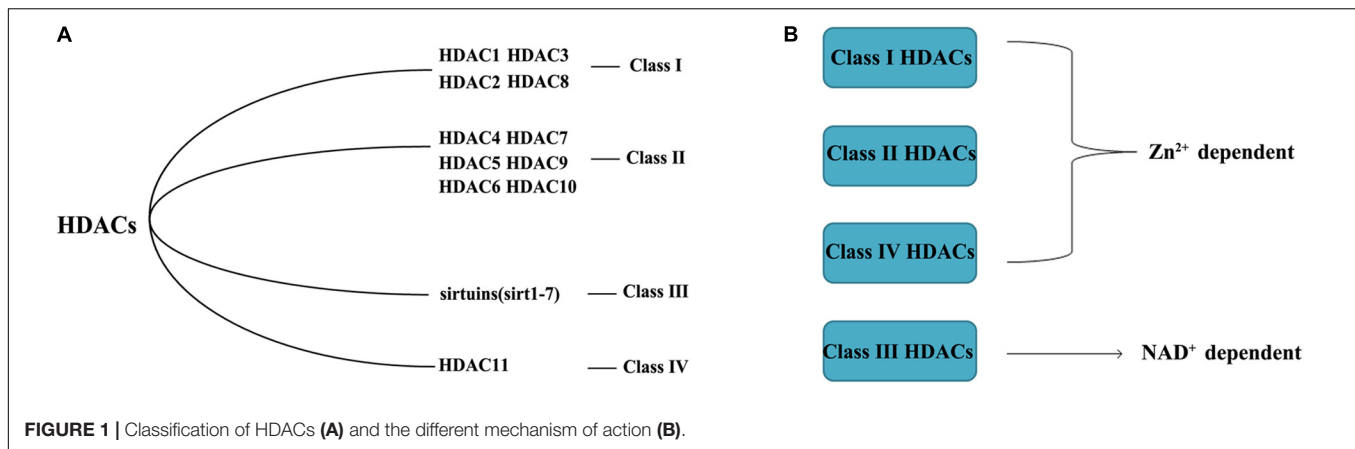 A
HDACs
HDAC1 HDAC3
HDAC2 HDAC8
Class I
HDAC4 HDAC7
HDAC5 HDAC9
HDAC6 HDAC10
Class II
sirtuins(sirt1-7)
Class III
HDAC11
Class IV
B
Class I HDACs
Class II HDACs
Class IV HDACs
Zn²⁺ dependent
Class III HDACs
NAD⁺ dependent
FIGURE 1 | Classification of HDACs (A) and the different mechanism of action (B).